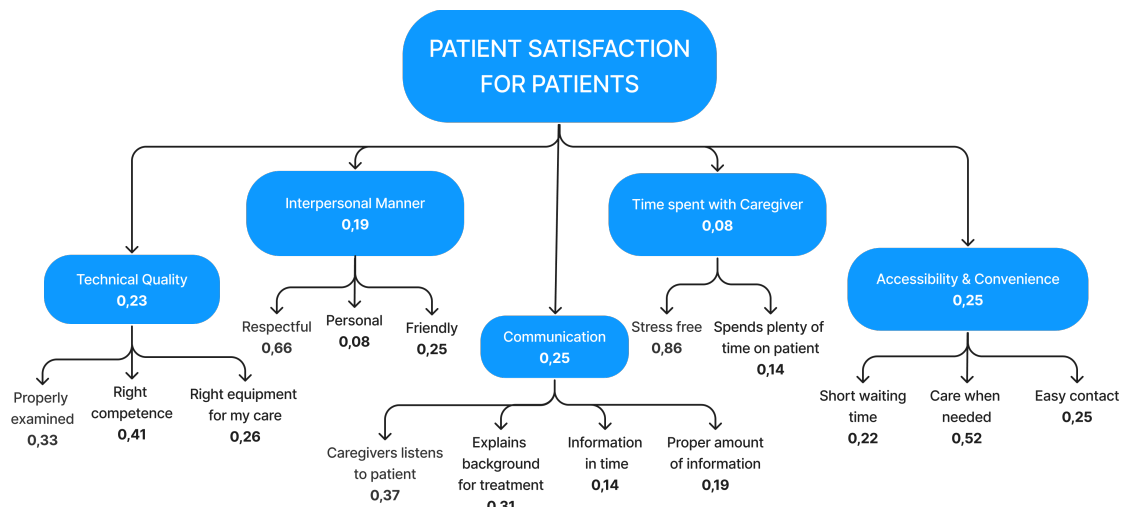 PATIENT SATISFACTION
FOR PATIENTS
Interpersonal Manner
0,19
Time spent with Caregiver
0,08
Technical Quality
0,23
Accessibility & Convenience
0,25
Communication
0,25
Respectful
0,66
Personal
0,08
Friendly
0,25
Stress free
0,86
Spends plenty of
time on patient
0,14
Properly
examined
0,33
Right
competence
0,41
Right equipment
for my care
0,26
Short waiting
time
0,22
Care when
needed
0,52
Easy contact
0,25
Caregivers listens
to patient
0,37
Explains
background
for treatment
0,31
Information
in time
0,14
Proper amount
of information
0,19